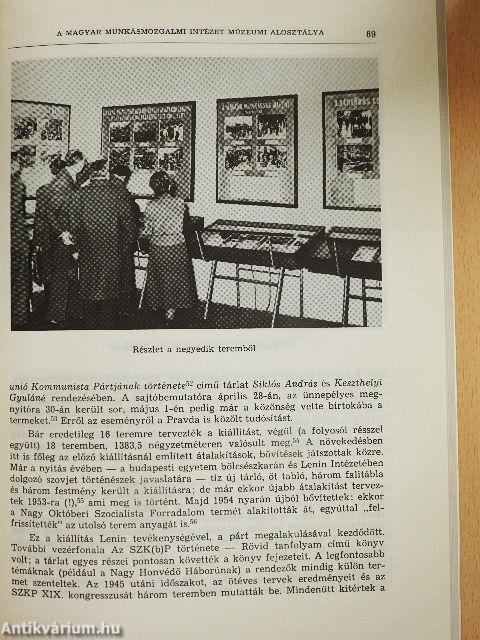 A MAGYAR MUNKÁSMOZGALMI INTÉZET MÚZEUMI ALOSZTÁLYA 69
Részlet a negyedik teremből
unió Kommunista Pártjának története⁵² című tárlat Siklós András és Keszthelyi
Gyuláné rendezésében. A sajtóbemutatóra április 28-án, az ünnepélyes meg-
nyitóra 30-án került sor, május 1-én pedig már a közönség vette birtokába a
termeket.⁵³ Erről az eseményről a Pravda is közölt tudósítást.
Bár eredetileg 16 teremre tervezték a kiállítást, végül (a folyosói résszel
együtt) 18 teremben, 1383,5 négyzetméteren valósult meg.⁵⁴ A növekedésben
itt is főleg az előző kiállításnál említett átalakítások, bővítések játszottak közre.
Már a nyitás évében — a budapesti egyetem bölcsészkarán és Lenin Intézetében
dolgozó szovjet történészek javaslatára — tíz új tárló, öt tabló, három falitábla
és három festmény került a kiállításra; de már ekkor újabb átalakítást tervez-
tek 1953-ra (!),⁵⁵ ami meg is történt. Majd 1954 nyarán újból bővítettek: ekkor
a Nagy Októberi Szocialista Forradalom termét alakították át, egyúttal „fel-
frissítették” az utolsó terem anyagát is.⁵⁶
Ez a kiállítás Lenin tevékenységével, a párt megalakulásával kezdődött.
További vezérfonala Az SZK(b)P története — Rövid tanfolyam című könyv
volt; a tárlat egyes részei pontosan követték a könyv fejezeteit. A legfontosabb
témáknak (például a Nagy Honvédő Háborúnak) a rendezők mindig külön ter-
met szenteltek. Az 1945 utáni időszakot, az ötéves tervek eredményeit és az
SZKP XIX. kongresszusát három teremben mutatták be. Mindenütt kitértek a
Antikvárium.hu